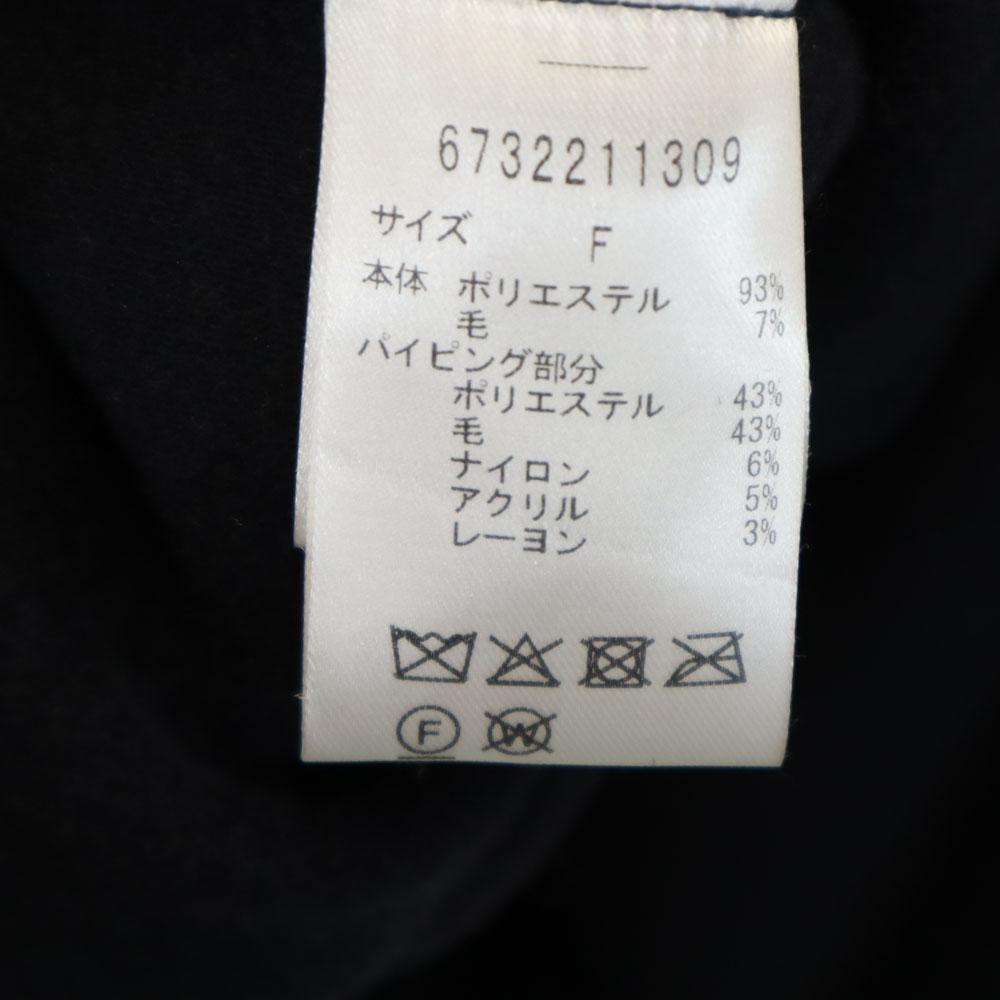 6732211309
サイズ F
本体 ポリエステル 93%
毛 7%
パイピング部分
ポリエステル 43%
毛 43%
ナイロン 6%
アクリル 5%
レーヨン 3%
F W